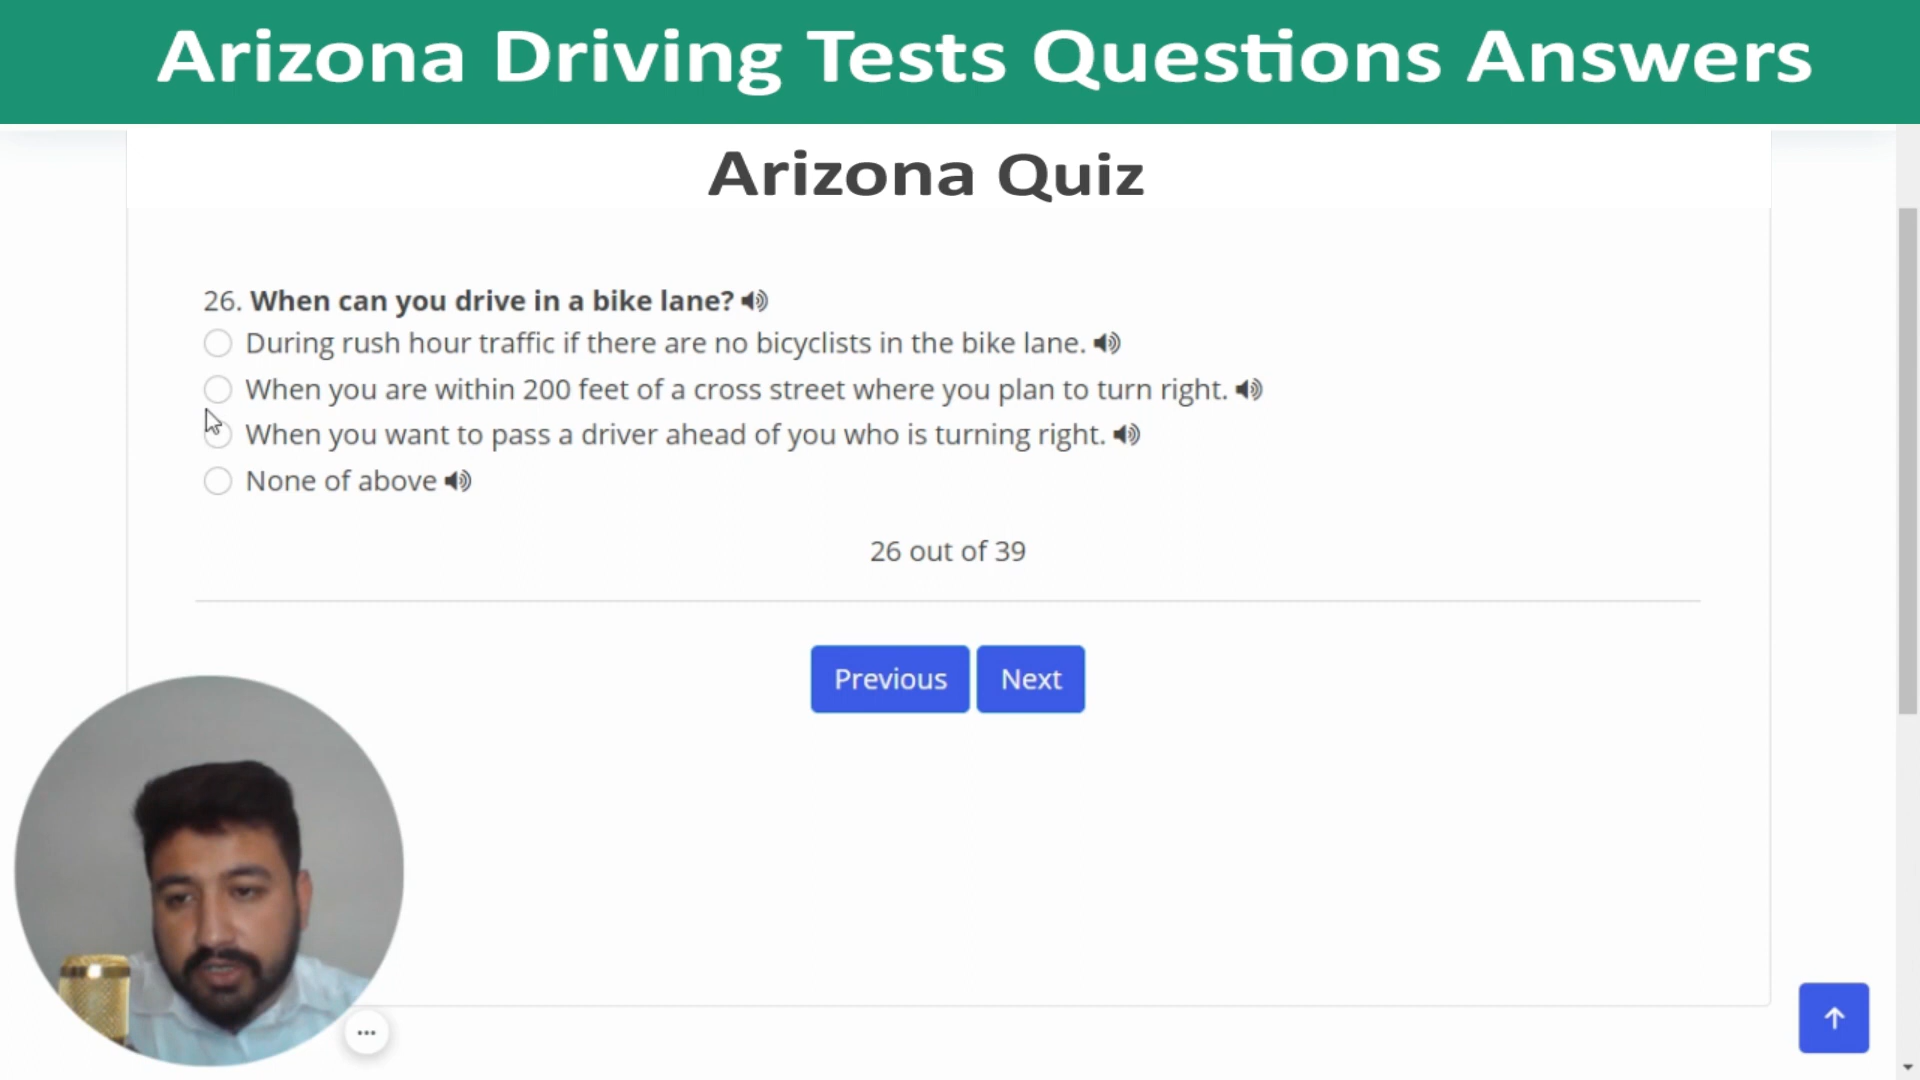 Arizona Driving Tests Questions Answers
Arizona Quiz
26. When can you drive in a bike lane?
During rush hour traffic if there are no bicyclists in the bike lane.
When you are within 200 feet of a cross street where you plan to turn right.
When you want to pass a driver ahead of you who is turning right.
None of above
26 out of 39
Previous Next